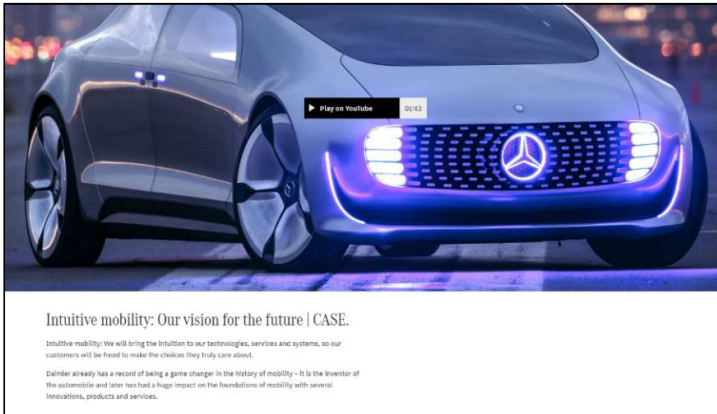 Play on YouTube 01:43
Intuitive mobility: Our vision for the future | CASE.
Intuitive mobility: We will bring the intuition to our technologies, services and systems, so our
customers will be freed to make the choices they truly care about.
Daimler already has a record of being a game changer in the history of mobility – it is the inventor of
the automobile and later has had a huge impact on the foundations of mobility with several
innovations, products and services.